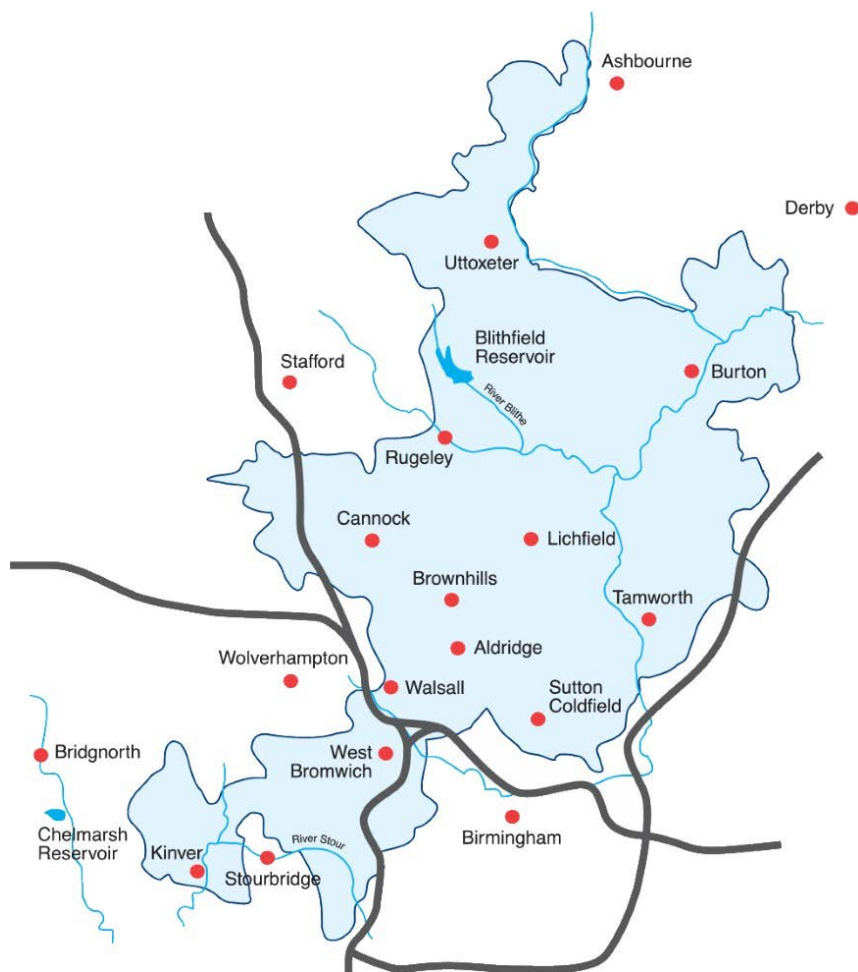 Ashbourne
Derby
Uttoxeter
Blithfield
Reservoir
Stafford
Burton
River Blithe
Rugeley
Cannock
Lichfield
Brownhills
Tamworth
Aldridge
Wolverhampton
Walsall
Sutton
Coldfield
Bridgnorth
West
Bromwich
Chelmarsh
Reservoir
Birmingham
River Stour
Kinver
Stourbridge